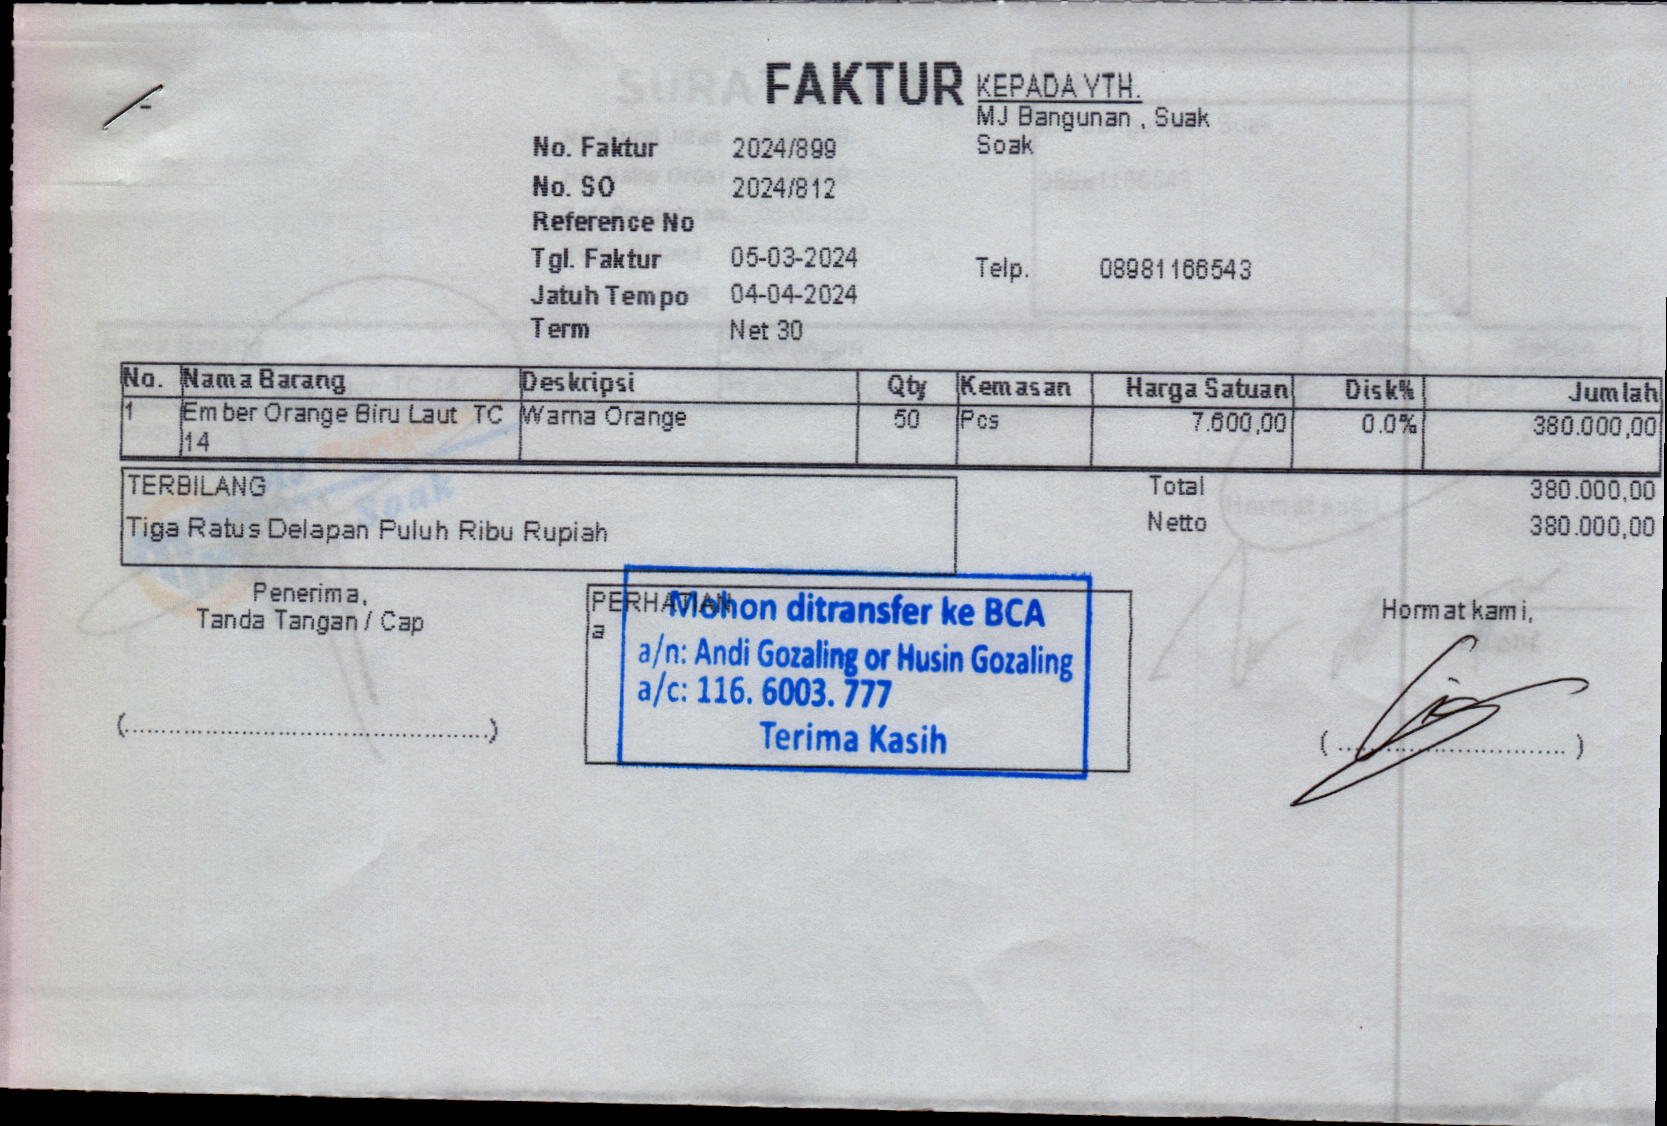 FAKTUR
KEPADA YTH.
MJ Bangunan , Suak
Soak
No. Faktur 2024/899
No. SO 2024/812
Reference No
Tgl. Faktur 05-03-2024
Telp. 08981166543
Jatuh Tempo 04-04-2024
Term Net 30
No. Nama Barang Deskripsi Qty Kemasan Harga Satuan Disk% Jumlah
1 Ember Orange Biru Laut TC Warna Orange 50 Pcs 7.600,00 0.0% 380.000,00
14
TERBILANG
Tiga Ratus Delapan Puluh Ribu Rupiah
Total 380.000,00
Netto 380.000,00
Penerima,
Tanda Tangan / Cap
(................................................)
PERHATIAN
a
Mohon ditransfer ke BCA
a/n: Andi Gozaling or Husin Gozaling
a/c: 116. 6003. 777
Terima Kasih
Hormat kami,
(..............................)